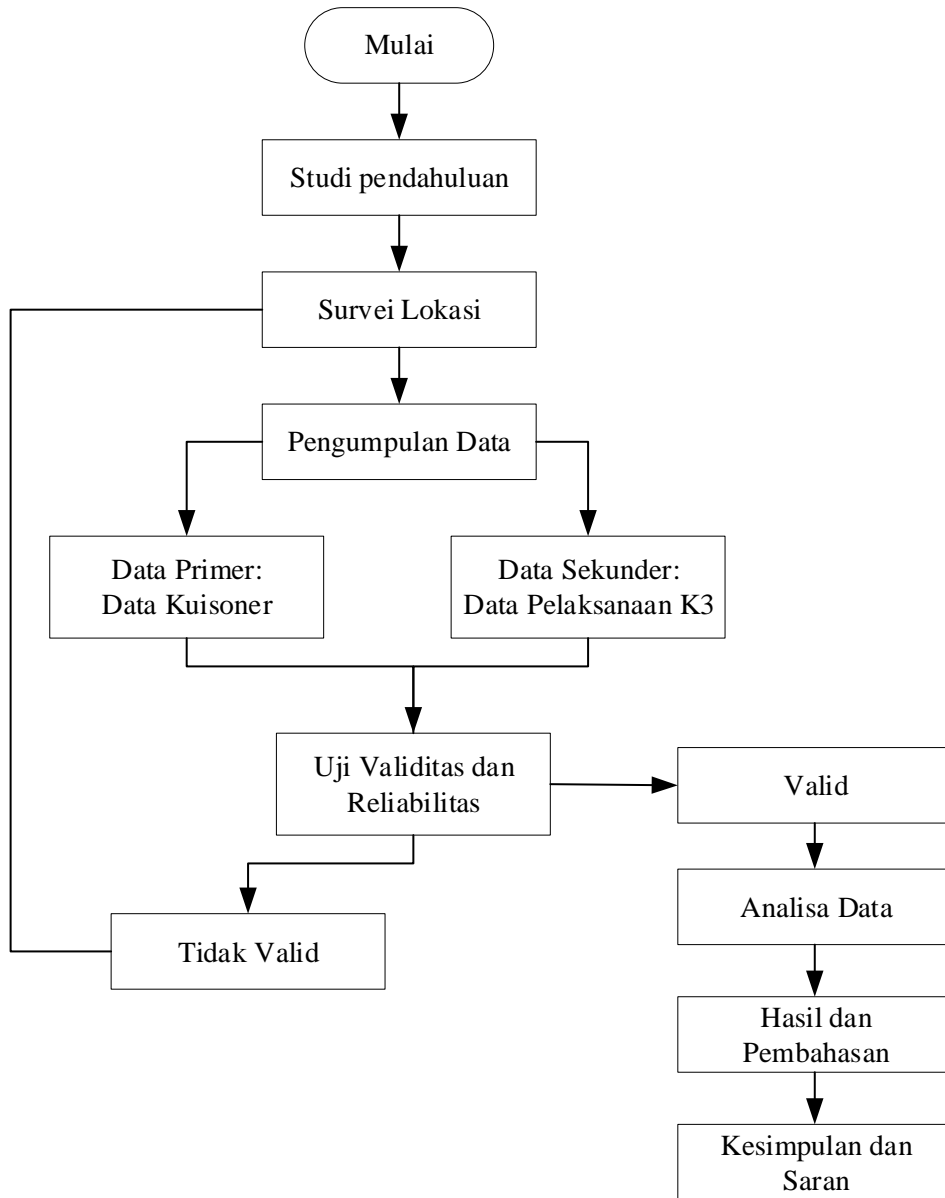 Mulai
Studi pendahuluan
Survei Lokasi
Pengumpulan Data
Data Primer:
Data Kuisoner
Data Sekunder:
Data Pelaksanaan K3
Uji Validitas dan
Reliabilitas
Valid
Tidak Valid
Analisa Data
Hasil dan
Pembahasan
Kesimpulan dan
Saran